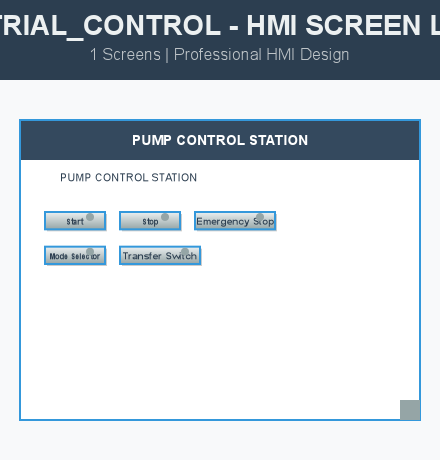 TRIAL_CONTROL - HMI SCREEN L
1 Screens | Professional HMI Design
PUMP CONTROL STATION
PUMP CONTROL STATION
Start Stop Emergency Stop
Mode Selector Transfer Switch